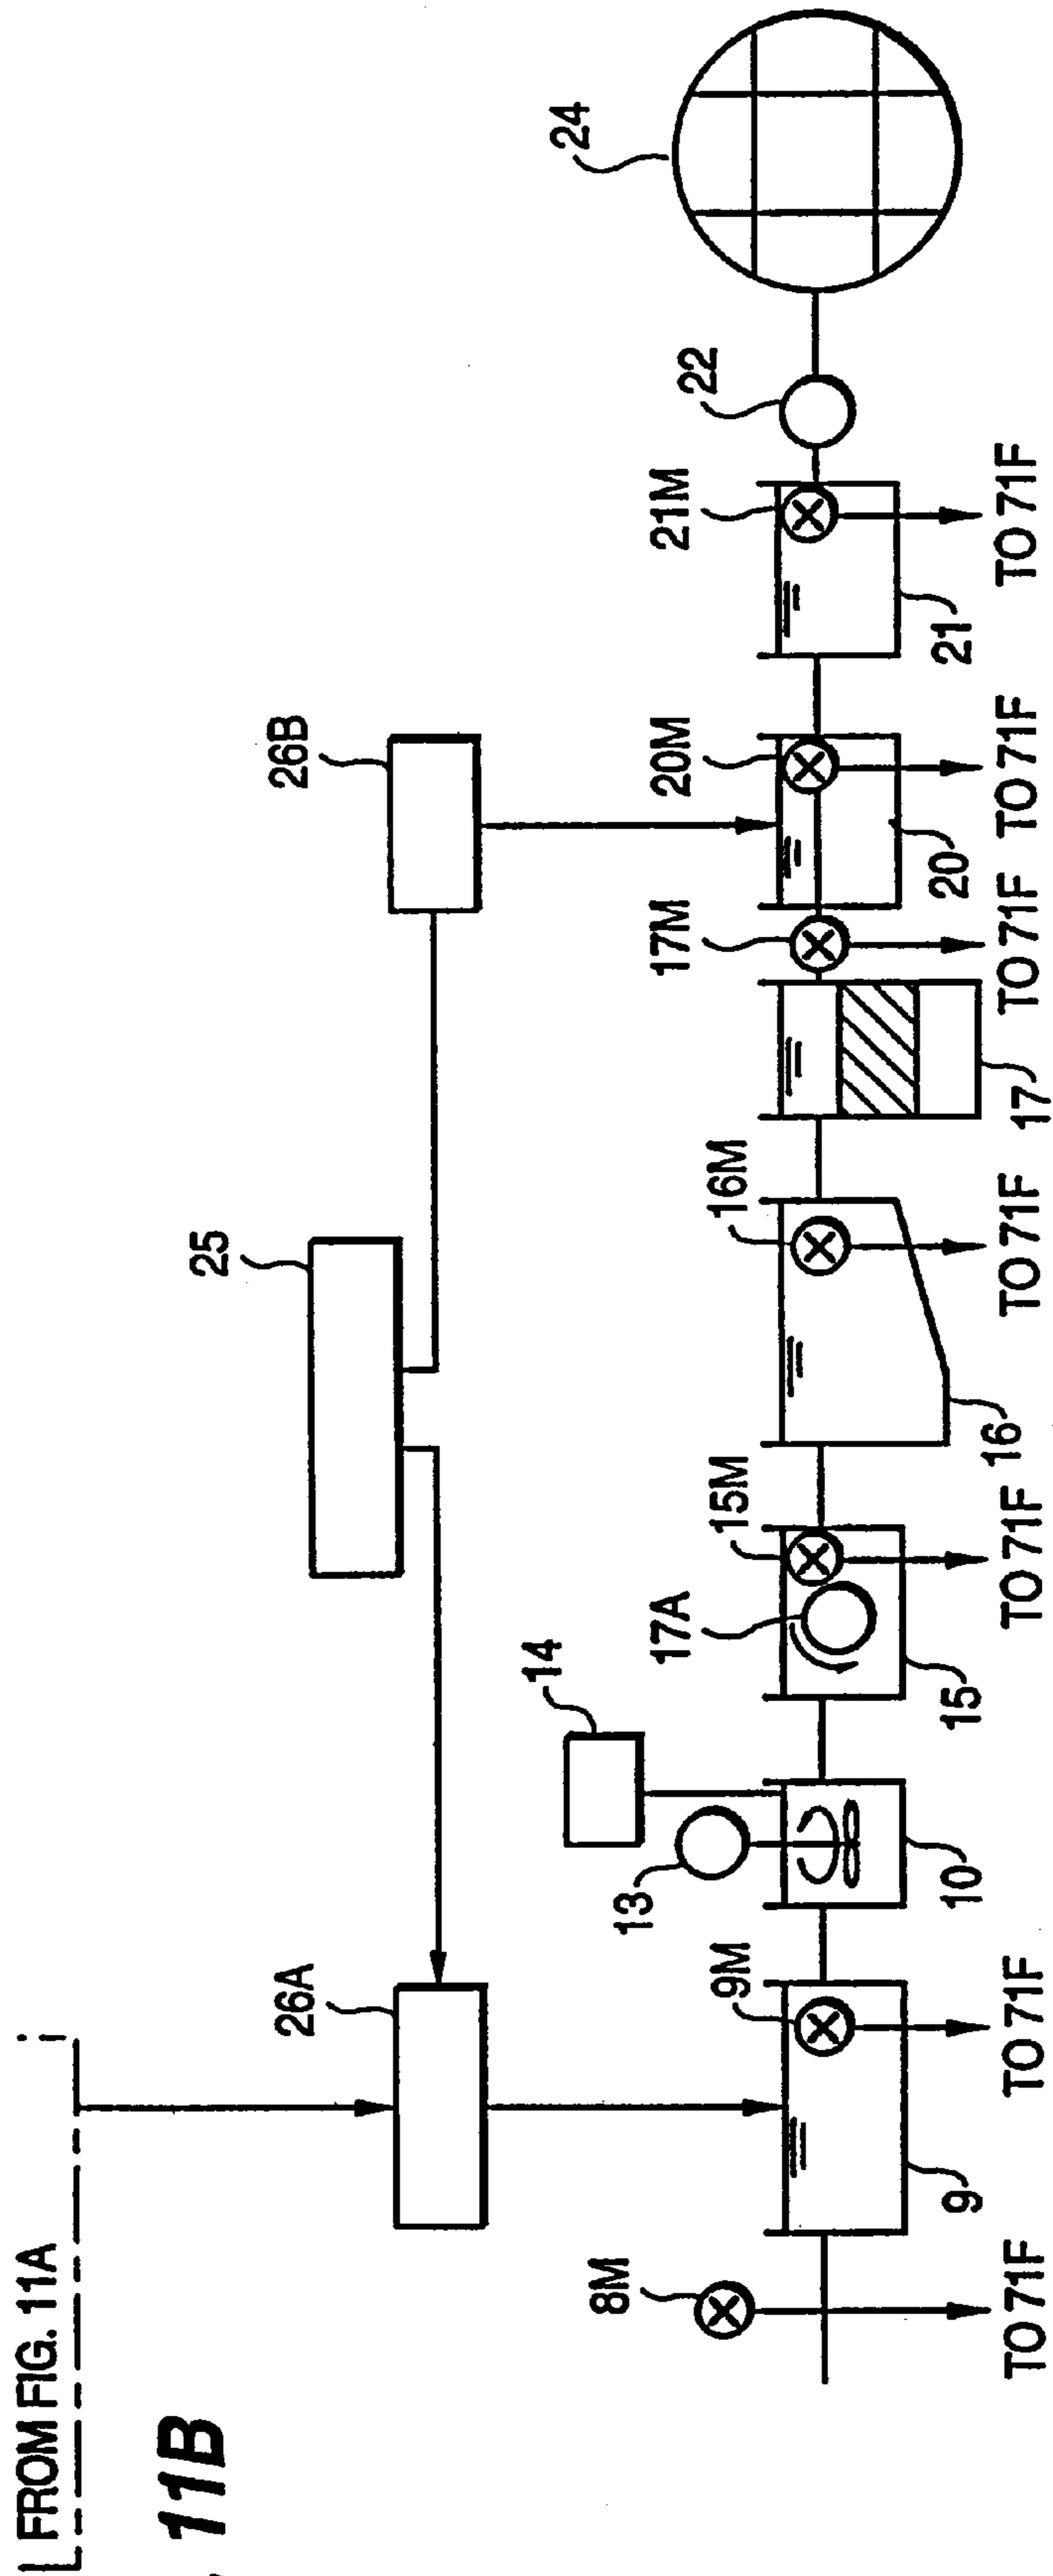 FROM FIG. 11A
11B
25
26A
26B
14
13
8M
9M
17A
15M
16M
17M
20M
21M
22
24
9
10
15
16
17
20
21
TO 71F
TO 71F
TO 71F
TO 71F
TO 71F
TO 71F
TO 71F